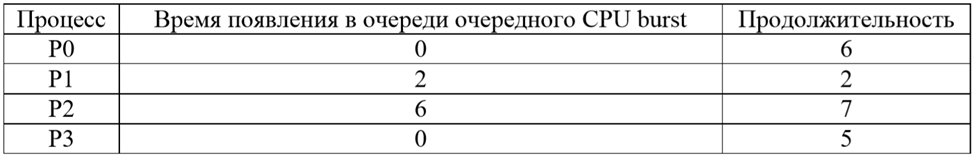 Процесс Время появления в очереди очередного CPU burst Продолжительность
P0 0 6
P1 2 2
P2 6 7
P3 0 5